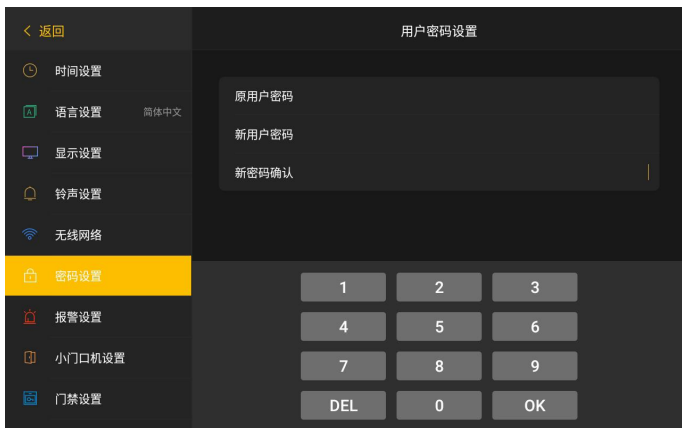 返回
时间设置
语言设置 简体中文
显示设置
铃声设置
无线网络
密码设置
报警设置
小门口机设置
门禁设置
用户密码设置
原用户密码
新用户密码
新密码确认
1 2 3
4 5 6
7 8 9
DEL 0 OK